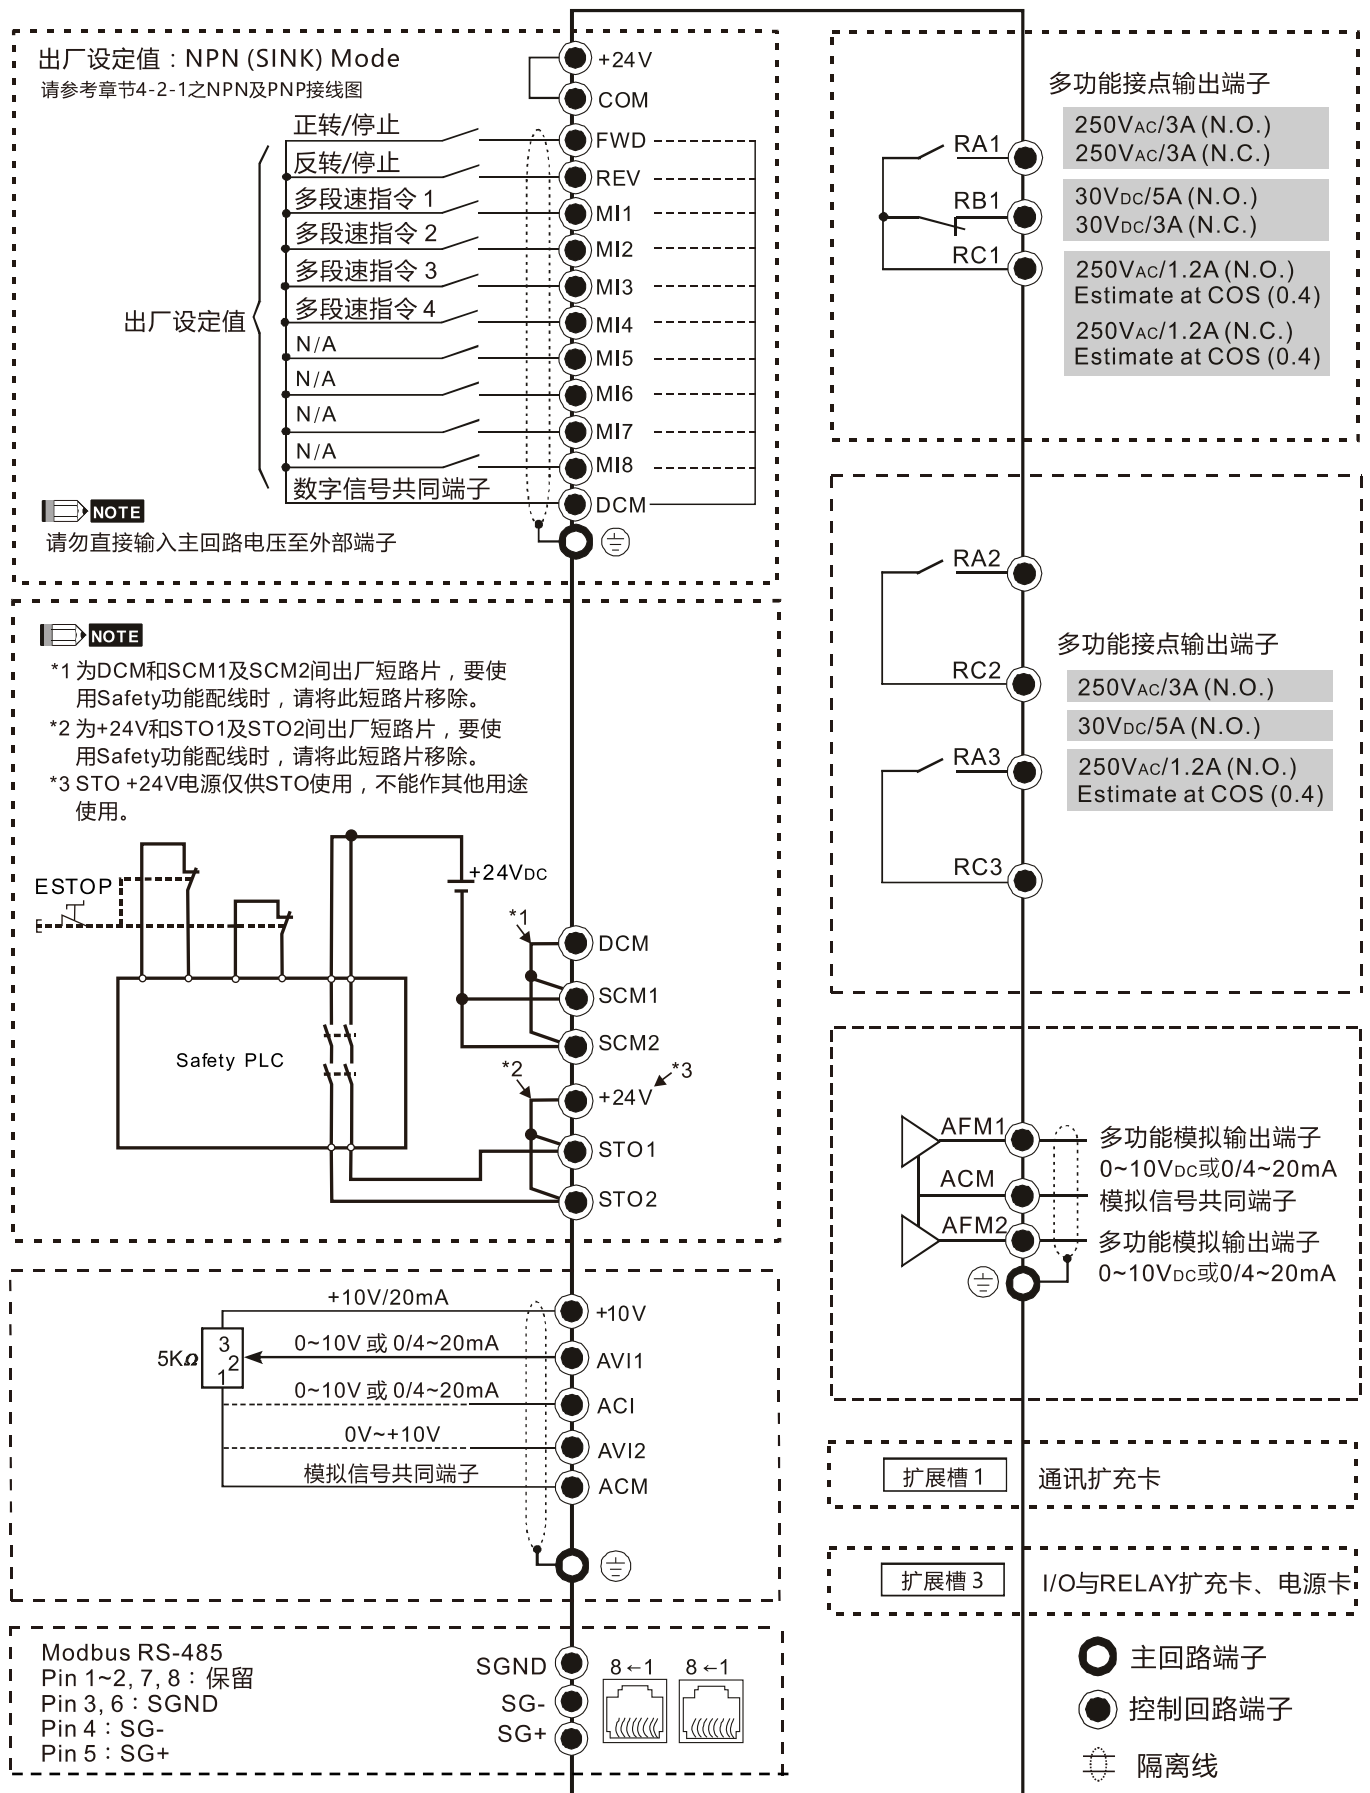 出厂设定值：NPN (SINK) Mode
请参考章节4-2-1之NPN及PNP接线图
+24V
COM
正转/停止
FWD
反转/停止
REV
多段速指令 1
MI1
多段速指令 2
MI2
多段速指令 3
MI3
出厂设定值
多段速指令 4
MI4
N/A
MI5
N/A
MI6
N/A
MI7
N/A
MI8
数字信号共同端子
DCM
NOTE
请勿直接输入主回路电压至外部端子
NOTE
*1 为DCM和SCM1及SCM2间出厂短路片，要使
用Safety功能配线时，请将此短路片移除。
*2 为+24V和STO1及STO2间出厂短路片，要使
用Safety功能配线时，请将此短路片移除。
*3 STO +24V电源仅供STO使用，不能作其他用途
使用。
ESTOP
+24VDC
*1
DCM
SCM1
SCM2
Safety PLC
*2
+24V
*3
STO1
STO2
+10V/20mA
+10V
5KΩ
3
2
1
0~10V 或 0/4~20mA
AVI1
0~10V 或 0/4~20mA
ACI
0V~+10V
AVI2
模拟信号共同端子
ACM
Modbus RS-485
Pin 1~2, 7, 8：保留
Pin 3, 6：SGND
Pin 4：SG-
Pin 5：SG+
SGND
SG-
SG+
8←1
8←1
多功能接点输出端子
RA1
RB1
RC1
250VAC/3A (N.O.)
250VAC/3A (N.C.)
30VDC/5A (N.O.)
30VDC/3A (N.C.)
250VAC/1.2A (N.O.)
Estimate at COS (0.4)
250VAC/1.2A (N.C.)
Estimate at COS (0.4)
RA2
RC2
RA3
RC3
多功能接点输出端子
250VAC/3A (N.O.)
30VDC/5A (N.O.)
250VAC/1.2A (N.O.)
Estimate at COS (0.4)
AFM1
多功能模拟输出端子
0~10VDC或0/4~20mA
ACM
模拟信号共同端子
AFM2
多功能模拟输出端子
0~10VDC或0/4~20mA
扩展槽 1
通讯扩充卡
扩展槽 3
I/O与RELAY扩充卡、电源卡
主回路端子
控制回路端子
隔离线